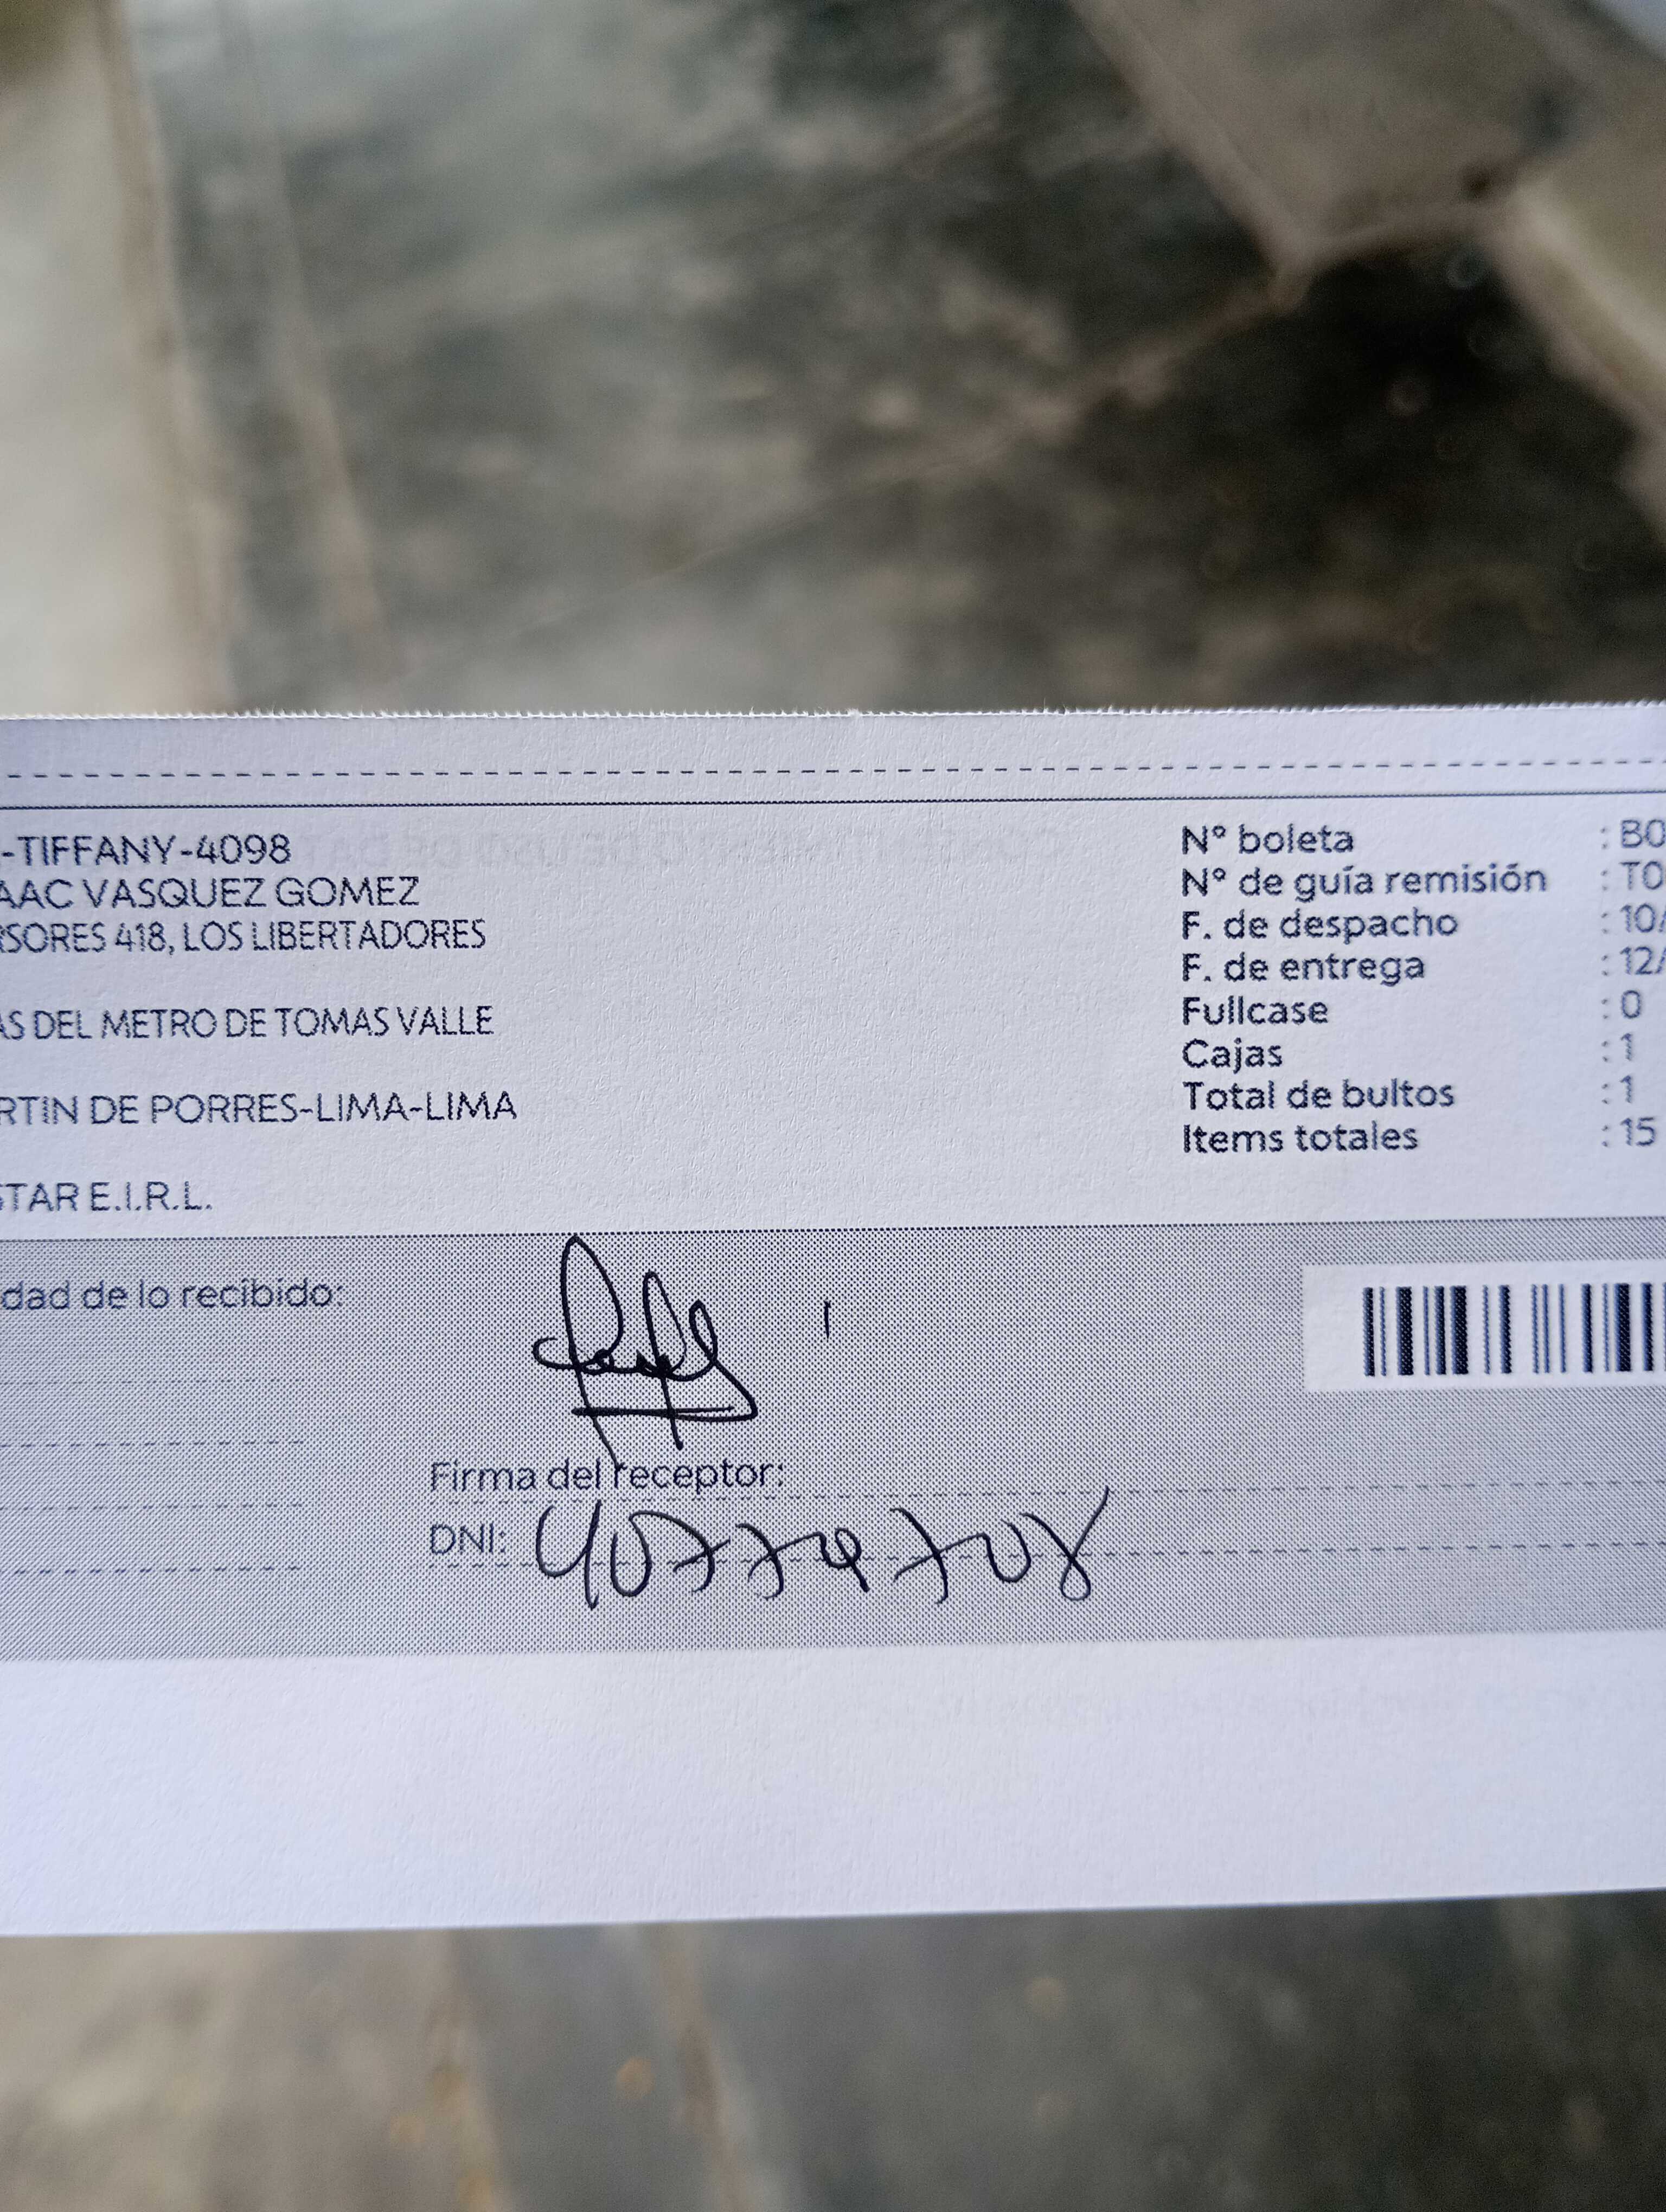 -TIFFANY-4098
AAC VASQUEZ GOMEZ
RSORES 418, LOS LIBERTADORES
AS DEL METRO DE TOMAS VALLE
RTIN DE PORRES-LIMA-LIMA
STAR E.I.R.L.
N° boleta : B0
N° de guía remisión : T0
F. de despacho : 10/
F. de entrega : 12/
Fullcase : 0
Cajas : 1
Total de bultos : 1
Items totales : 15
dad de lo recibido:
Firma del receptor:
DNI: 40774708